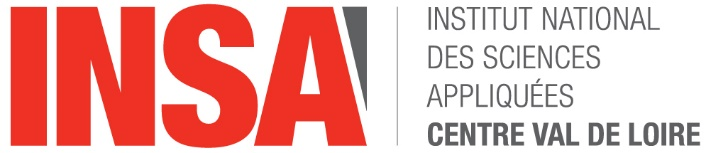 INSA
INSTITUT NATIONAL
DES SCIENCES
APPLIQUÉES
CENTRE VAL DE LOIRE